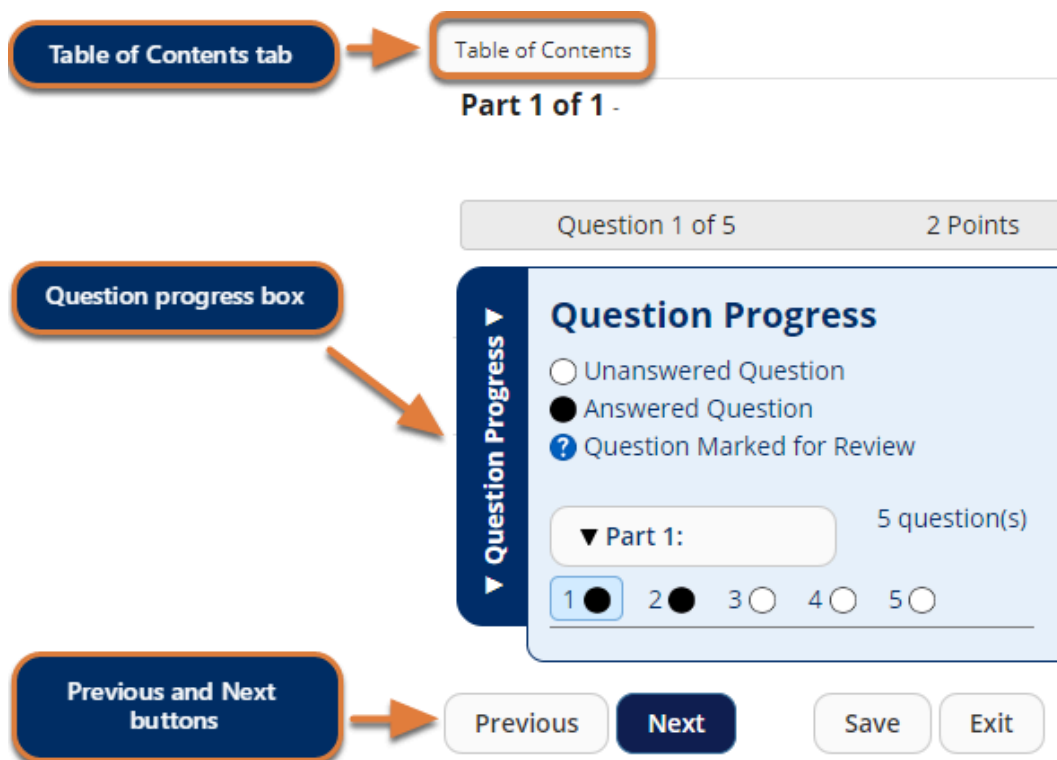 Table of Contents tab
Table of Contents
Part 1 of 1 -
Question 1 of 5 2 Points
Question progress box
Question Progress
Question Progress
Unanswered Question
Answered Question
Question Marked for Review
Part 1:
5 question(s)
1 2 3 4 5
Previous and Next
buttons
Previous Next Save Exit